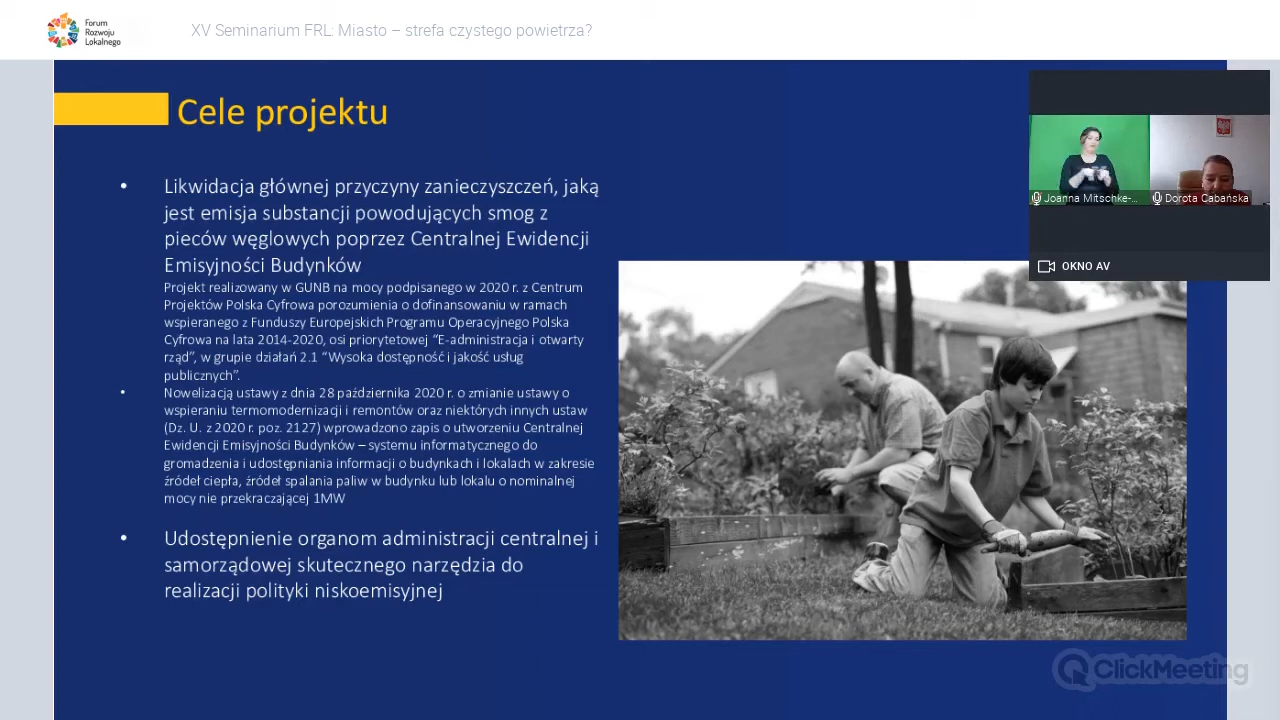 Forum
Rozwoju
Lokalnego
XV Seminarium FRL: Miasto – strefa czystego powietrza?
Cele projektu
• Likwidacja głównej przyczyny zanieczyszczeń, jaką
jest emisja substancji powodujących smog z
pieców węglowych poprzez Centralnej Ewidencji
Emisyjności Budynków
Projekt realizowany w GUNB na mocy podpisanego w 2020 r. z Centrum
Projektów Polska Cyfrowa porozumienia o dofinansowaniu w ramach
wspieranego z Funduszy Europejskich Programu Operacyjnego Polska
Cyfrowa na lata 2014-2020, osi priorytetowej “E-administracja i otwarty
rząd”, w grupie działań 2.1 “Wysoka dostępność i jakość usług
publicznych”.
• Nowelizacją ustawy z dnia 28 października 2020 r. o zmianie ustawy o
wspieraniu termomodernizacji i remontów oraz niektórych innych ustaw
(Dz. U. z 2020 r. poz. 2127) wprowadzono zapis o utworzeniu Centralnej
Ewidencji Emisyjności Budynków – systemu informatycznego do
gromadzenia i udostępniania informacji o budynkach i lokalach w zakresie
źródeł ciepła, źródeł spalania paliw w budynku lub lokalu o nominalnej
mocy nie przekraczającej 1MW
• Udostępnienie organom administracji centralnej i
samorządowej skutecznego narzędzia do
realizacji polityki niskoemisyjnej
Joanna Mitschke-...
Dorota Cabańska
OKNO AV
ClickMeeting